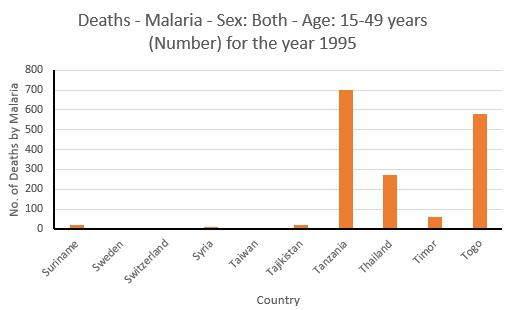 Deaths - Malaria - Sex: Both - Age: 15-49 years
(Number) for the year 1995
No. of Deaths by Malaria
800
700
600
500
400
300
200
100
0
Suriname
Sweden
Switzerland
Syria
Taiwan
Tajikistan
Tanzania
Thailand
Timor
Togo
Country